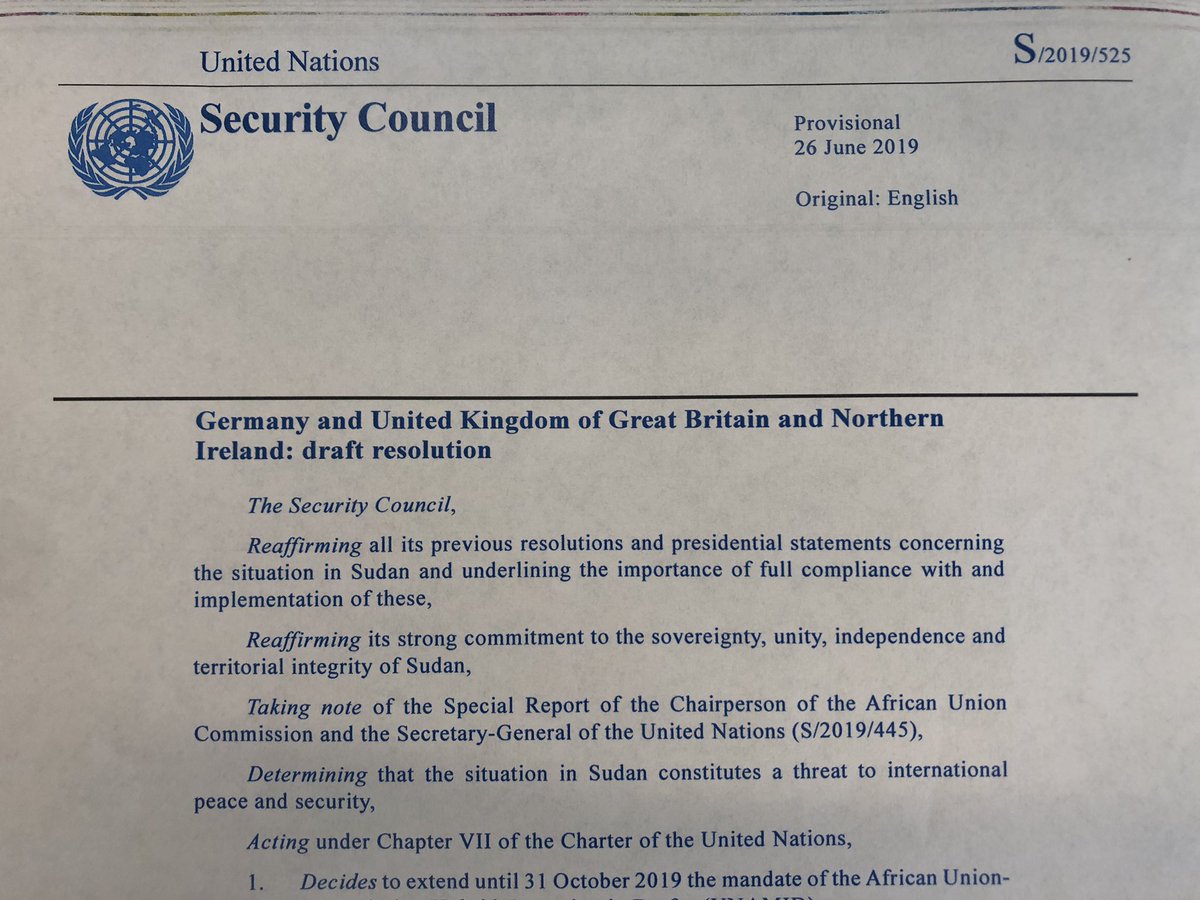 United Nations
S/2019/525
Security Council
Provisional
26 June 2019
Original: English
Germany and United Kingdom of Great Britain and Northern
Ireland: draft resolution
The Security Council,
Reaffirming all its previous resolutions and presidential statements concerning
the situation in Sudan and underlining the importance of full compliance with and
implementation of these,
Reaffirming its strong commitment to the sovereignty, unity, independence and
territorial integrity of Sudan,
Taking note of the Special Report of the Chairperson of the African Union
Commission and the Secretary-General of the United Nations (S/2019/445),
Determining that the situation in Sudan constitutes a threat to international
peace and security,
Acting under Chapter VII of the Charter of the United Nations,
1. Decides to extend until 31 October 2019 the mandate of the African Union-